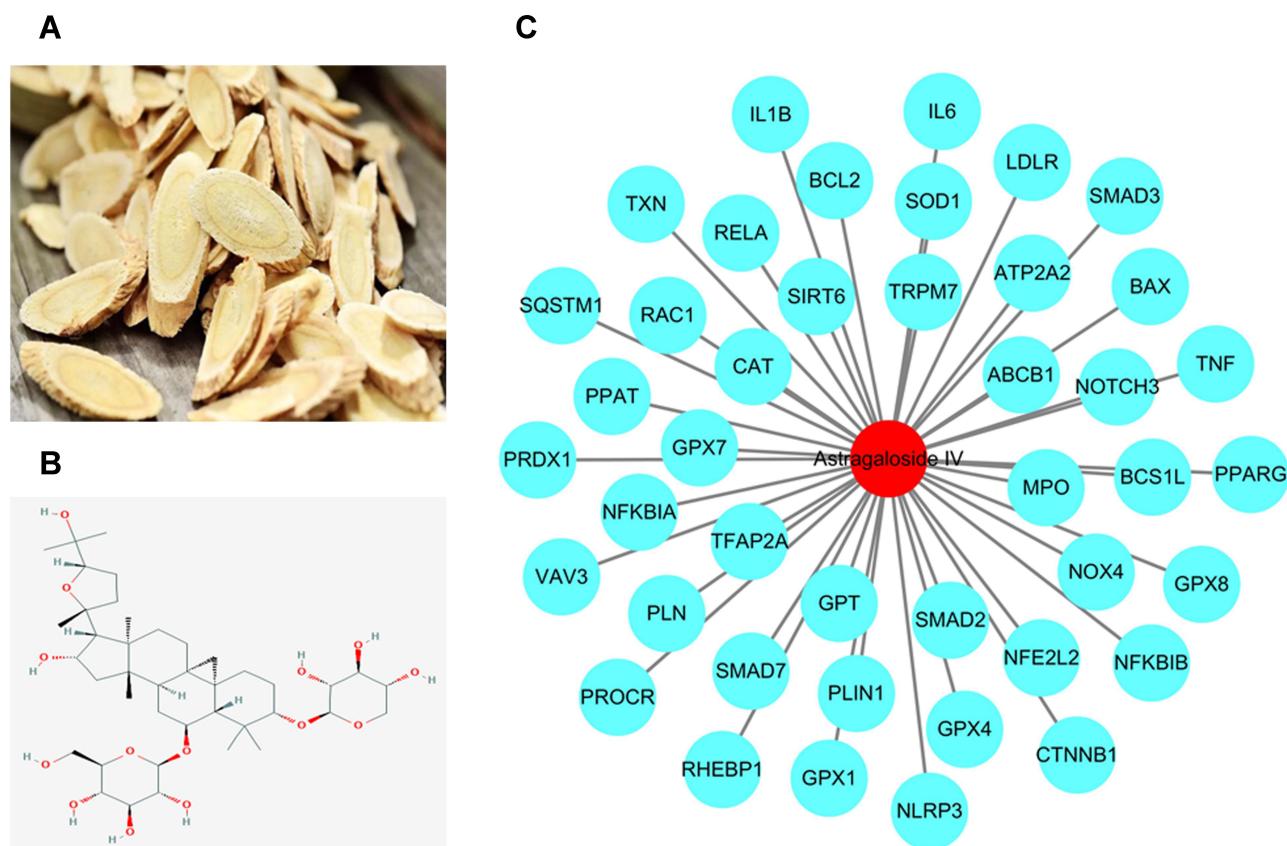 A
C
B
IL1B
IL6
LDLR
BCL2
SMAD3
SOD1
TXN
RELA
ATP2A2
BAX
SIRT6
TRPM7
SQSTM1
RAC1
TNF
CAT
ABCB1
NOTCH3
PPAT
GPX7
PRDX1
Astragaloside IV
MPO
BCS1L
PPARG
NFKBIA
TFAP2A
VAV3
NOX4
GPX8
PLN
GPT
SMAD2
NFE2L2
NFKBIB
SMAD7
PROCR
PLIN1
GPX4
CTNNB1
RHEBP1
GPX1
NLRP3
H
O
H
O
H
H
O
H
H
H
O
H
O
O
H
O
O
H
H
O
O
O
H
O
O
H
O
H
O
H